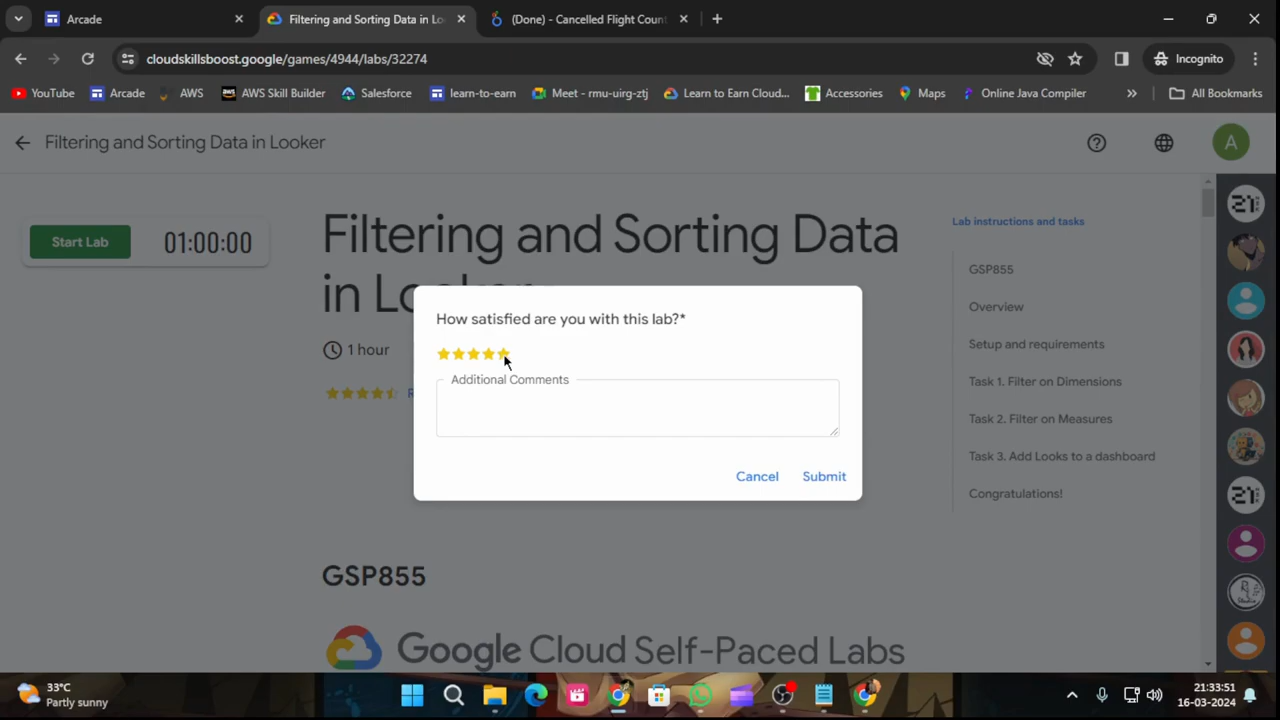 Arcade
Filtering and Sorting Data in Lo
(Done) - Cancelled Flight Count
cloudskillsboost.google/games/4944/labs/32274
Incognito
YouTube
Arcade
AWS
AWS Skill Builder
Salesforce
learn-to-earn
Meet - rmu-uirg-ztj
Learn to Earn Cloud...
Accessories
Maps
Online Java Compiler
All Bookmarks
Filtering and Sorting Data in Looker
A
Start Lab
01:00:00
Filtering and Sorting Data
in Looker
1 hour
R
How satisfied are you with this lab?*
Additional Comments
Cancel
Submit
Lab instructions and tasks
GSP855
Overview
Setup and requirements
Task 1. Filter on Dimensions
Task 2. Filter on Measures
Task 3. Add Looks to a dashboard
Congratulations!
GSP855
Google Cloud Self-Paced Labs
33°C
Partly sunny
21:33:51
16-03-2024